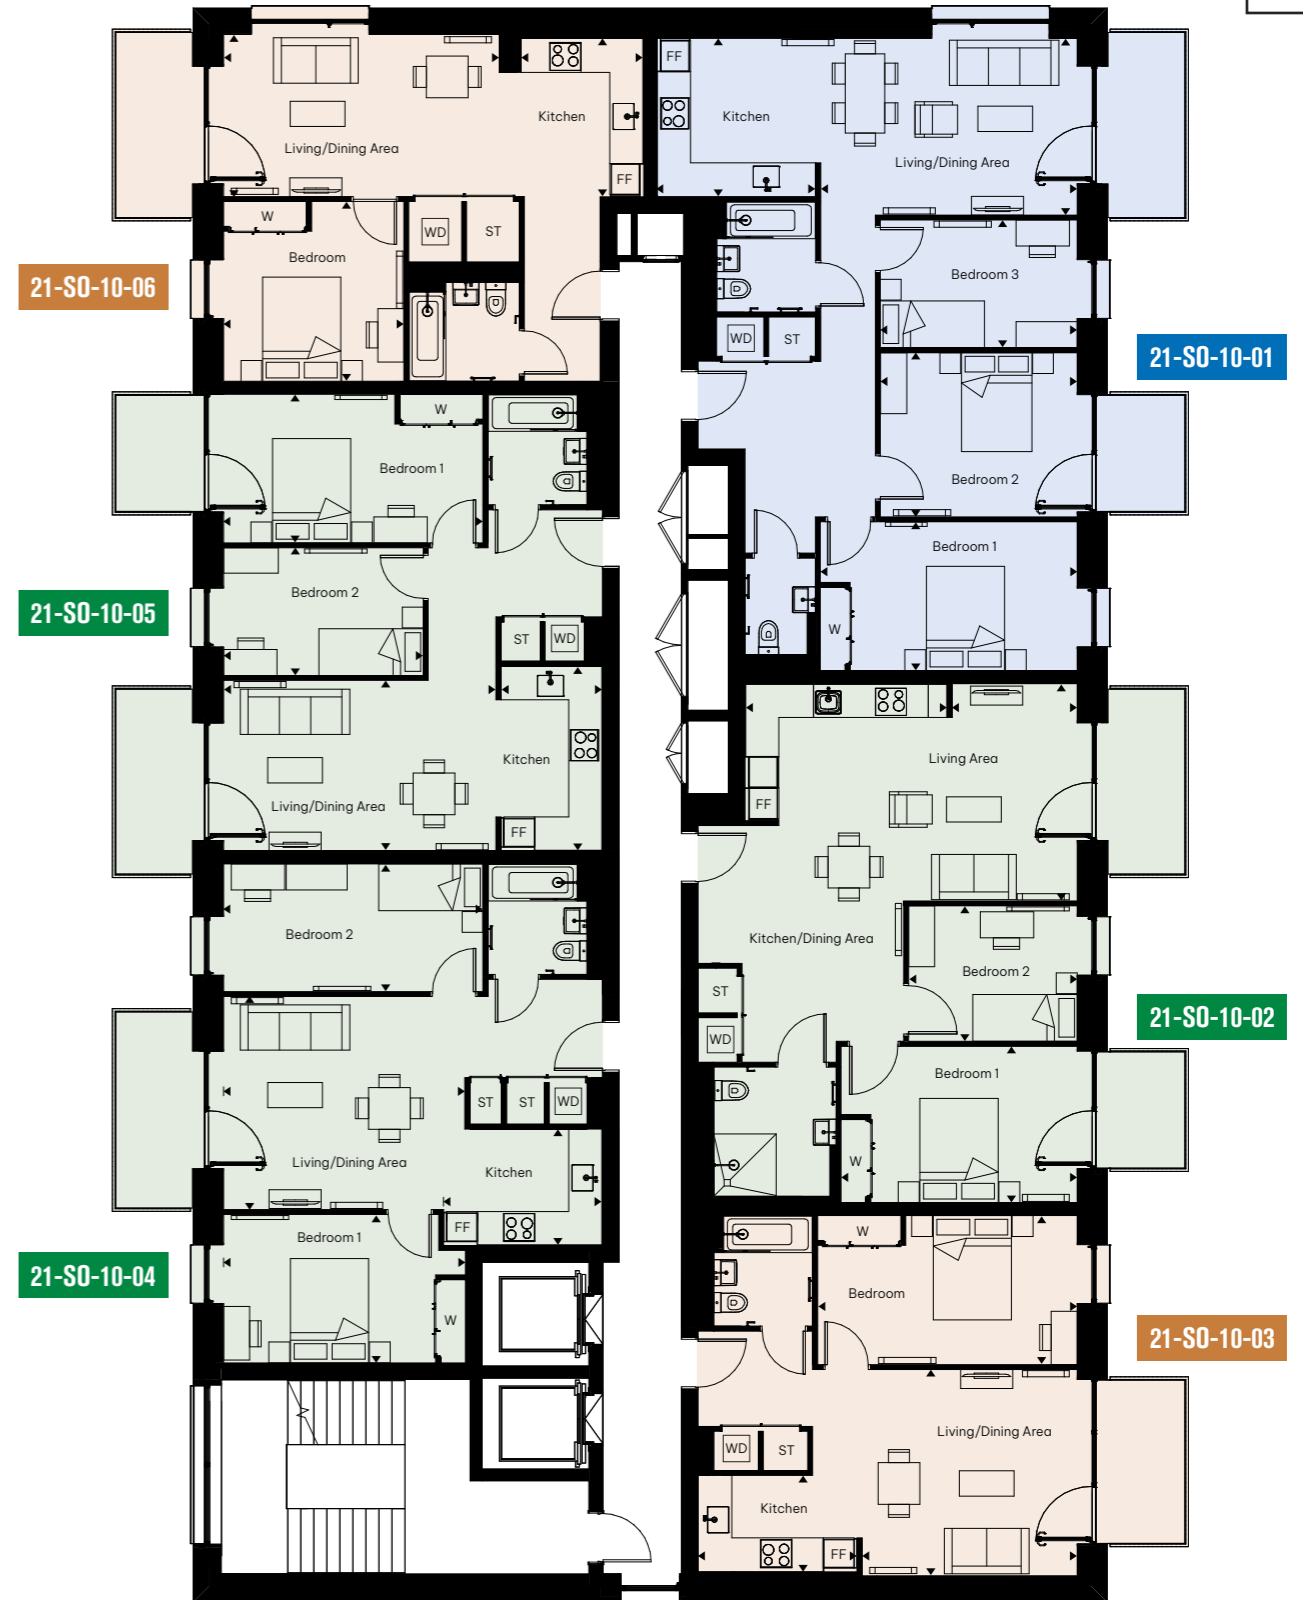 FF
Kitchen
Kitchen
Living/Dining Area
Living/Dining Area
FF
W
WD
ST
Bedroom
Bedroom 3
21-SO-10-06
WD
ST
21-SO-10-01
W
Bedroom 1
Bedroom 2
Bedroom 1
Bedroom 2
21-SO-10-05
ST
WD
W
Kitchen
Living Area
Living/Dining Area
FF
FF
Bedroom 2
Kitchen/Dining Area
Bedroom 2
ST
21-SO-10-02
WD
Bedroom 1
ST
ST
WD
Living/Dining Area
Kitchen
W
FF
Bedroom 1
W
21-SO-10-04
Bedroom
W
21-SO-10-03
Living/Dining Area
WD
ST
Kitchen
FF